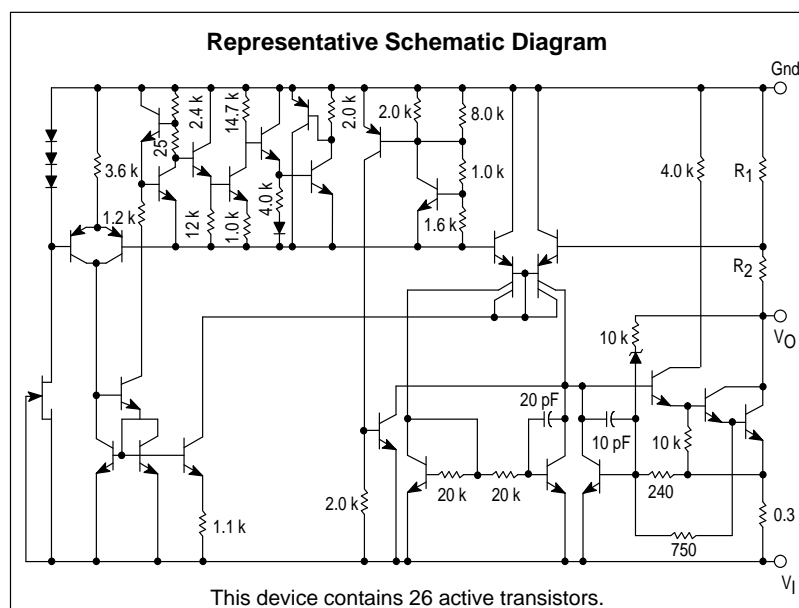 Representative Schematic Diagram
Gnd
2.4 k
14.7k
2.0 k
2.0 k
8.0 k
25
3.6 k
1.0 k
4.0 k
R1
1.2 k
4.0 k
1.6 k
12k
1.0 k
R2
10 k
VO
20 pF
10 pF
10 k
20 k
20 k
240
2.0 k
0.3
1.1 k
750
VI
This device contains 26 active transistors.